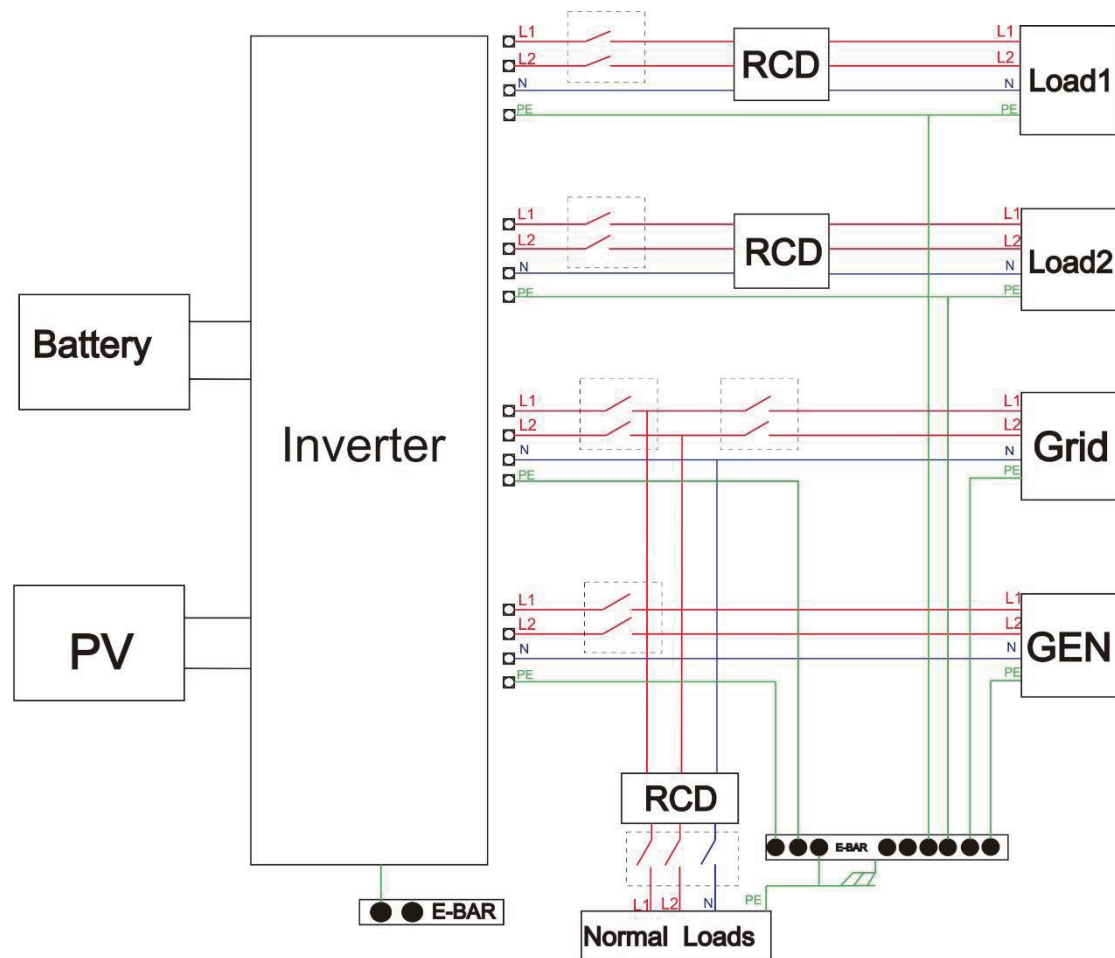 L1
L2
N
PE
RCD
L1
L2
N
PE
Load1
L1
L2
N
PE
RCD
L1
L2
N
PE
Load2
Battery
Inverter
L1
L2
N
PE
L1
L2
N
PE
Grid
PV
L1
L2
N
PE
L1
L2
N
PE
GEN
RCD
E-BAR
L1
L2
N
PE
E-BAR
Normal Loads